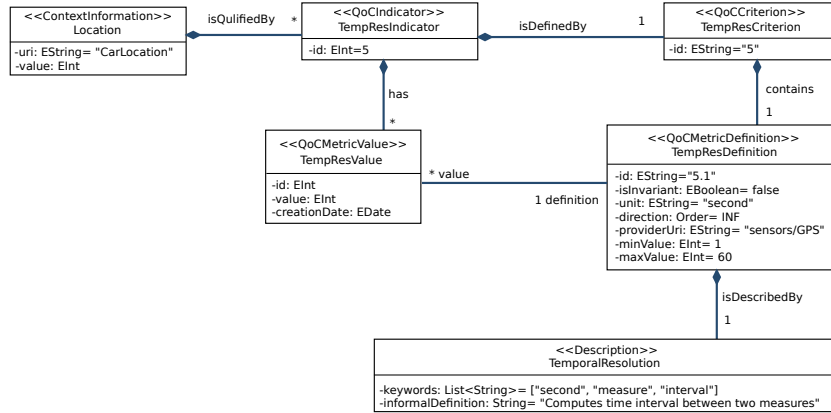 <<ContextInformation>>
Location
-uri: EString= "CarLocation"
-value: EInt
isQulifiedBy
*
<<QoCIndicator>>
TempResIndicator
-id: EInt=5
isDefinedBy
1
<<QoCCriterion>>
TempResCriterion
-id: EString="5"
has
*
contains
1
<<QoCMetricValue>>
TempResValue
-id: EInt
-value: EInt
-creationDate: EDate
* value
1 definition
<<QoCMetricDefinition>>
TempResDefinition
-id: EString="5.1"
-isInvariant: EBoolean= false
-unit: EString= "second"
-direction: Order= INF
-providerUri: EString= "sensors/GPS"
-minValue: EInt= 1
-maxValue: EInt= 60
isDescribedBy
1
<<Description>>
TemporalResolution
-keywords: List<String>= ["second", "measure", "interval"]
-informalDefinition: String= "Computes time interval between two measures"